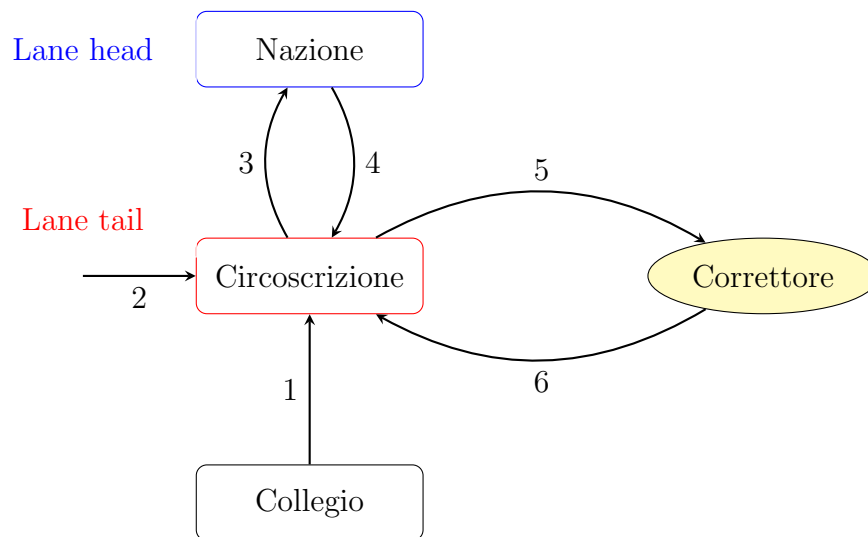 Lane head
Nazione
3
4
5
Lane tail
Circoscrizione
Correttore
2
6
1
Collegio